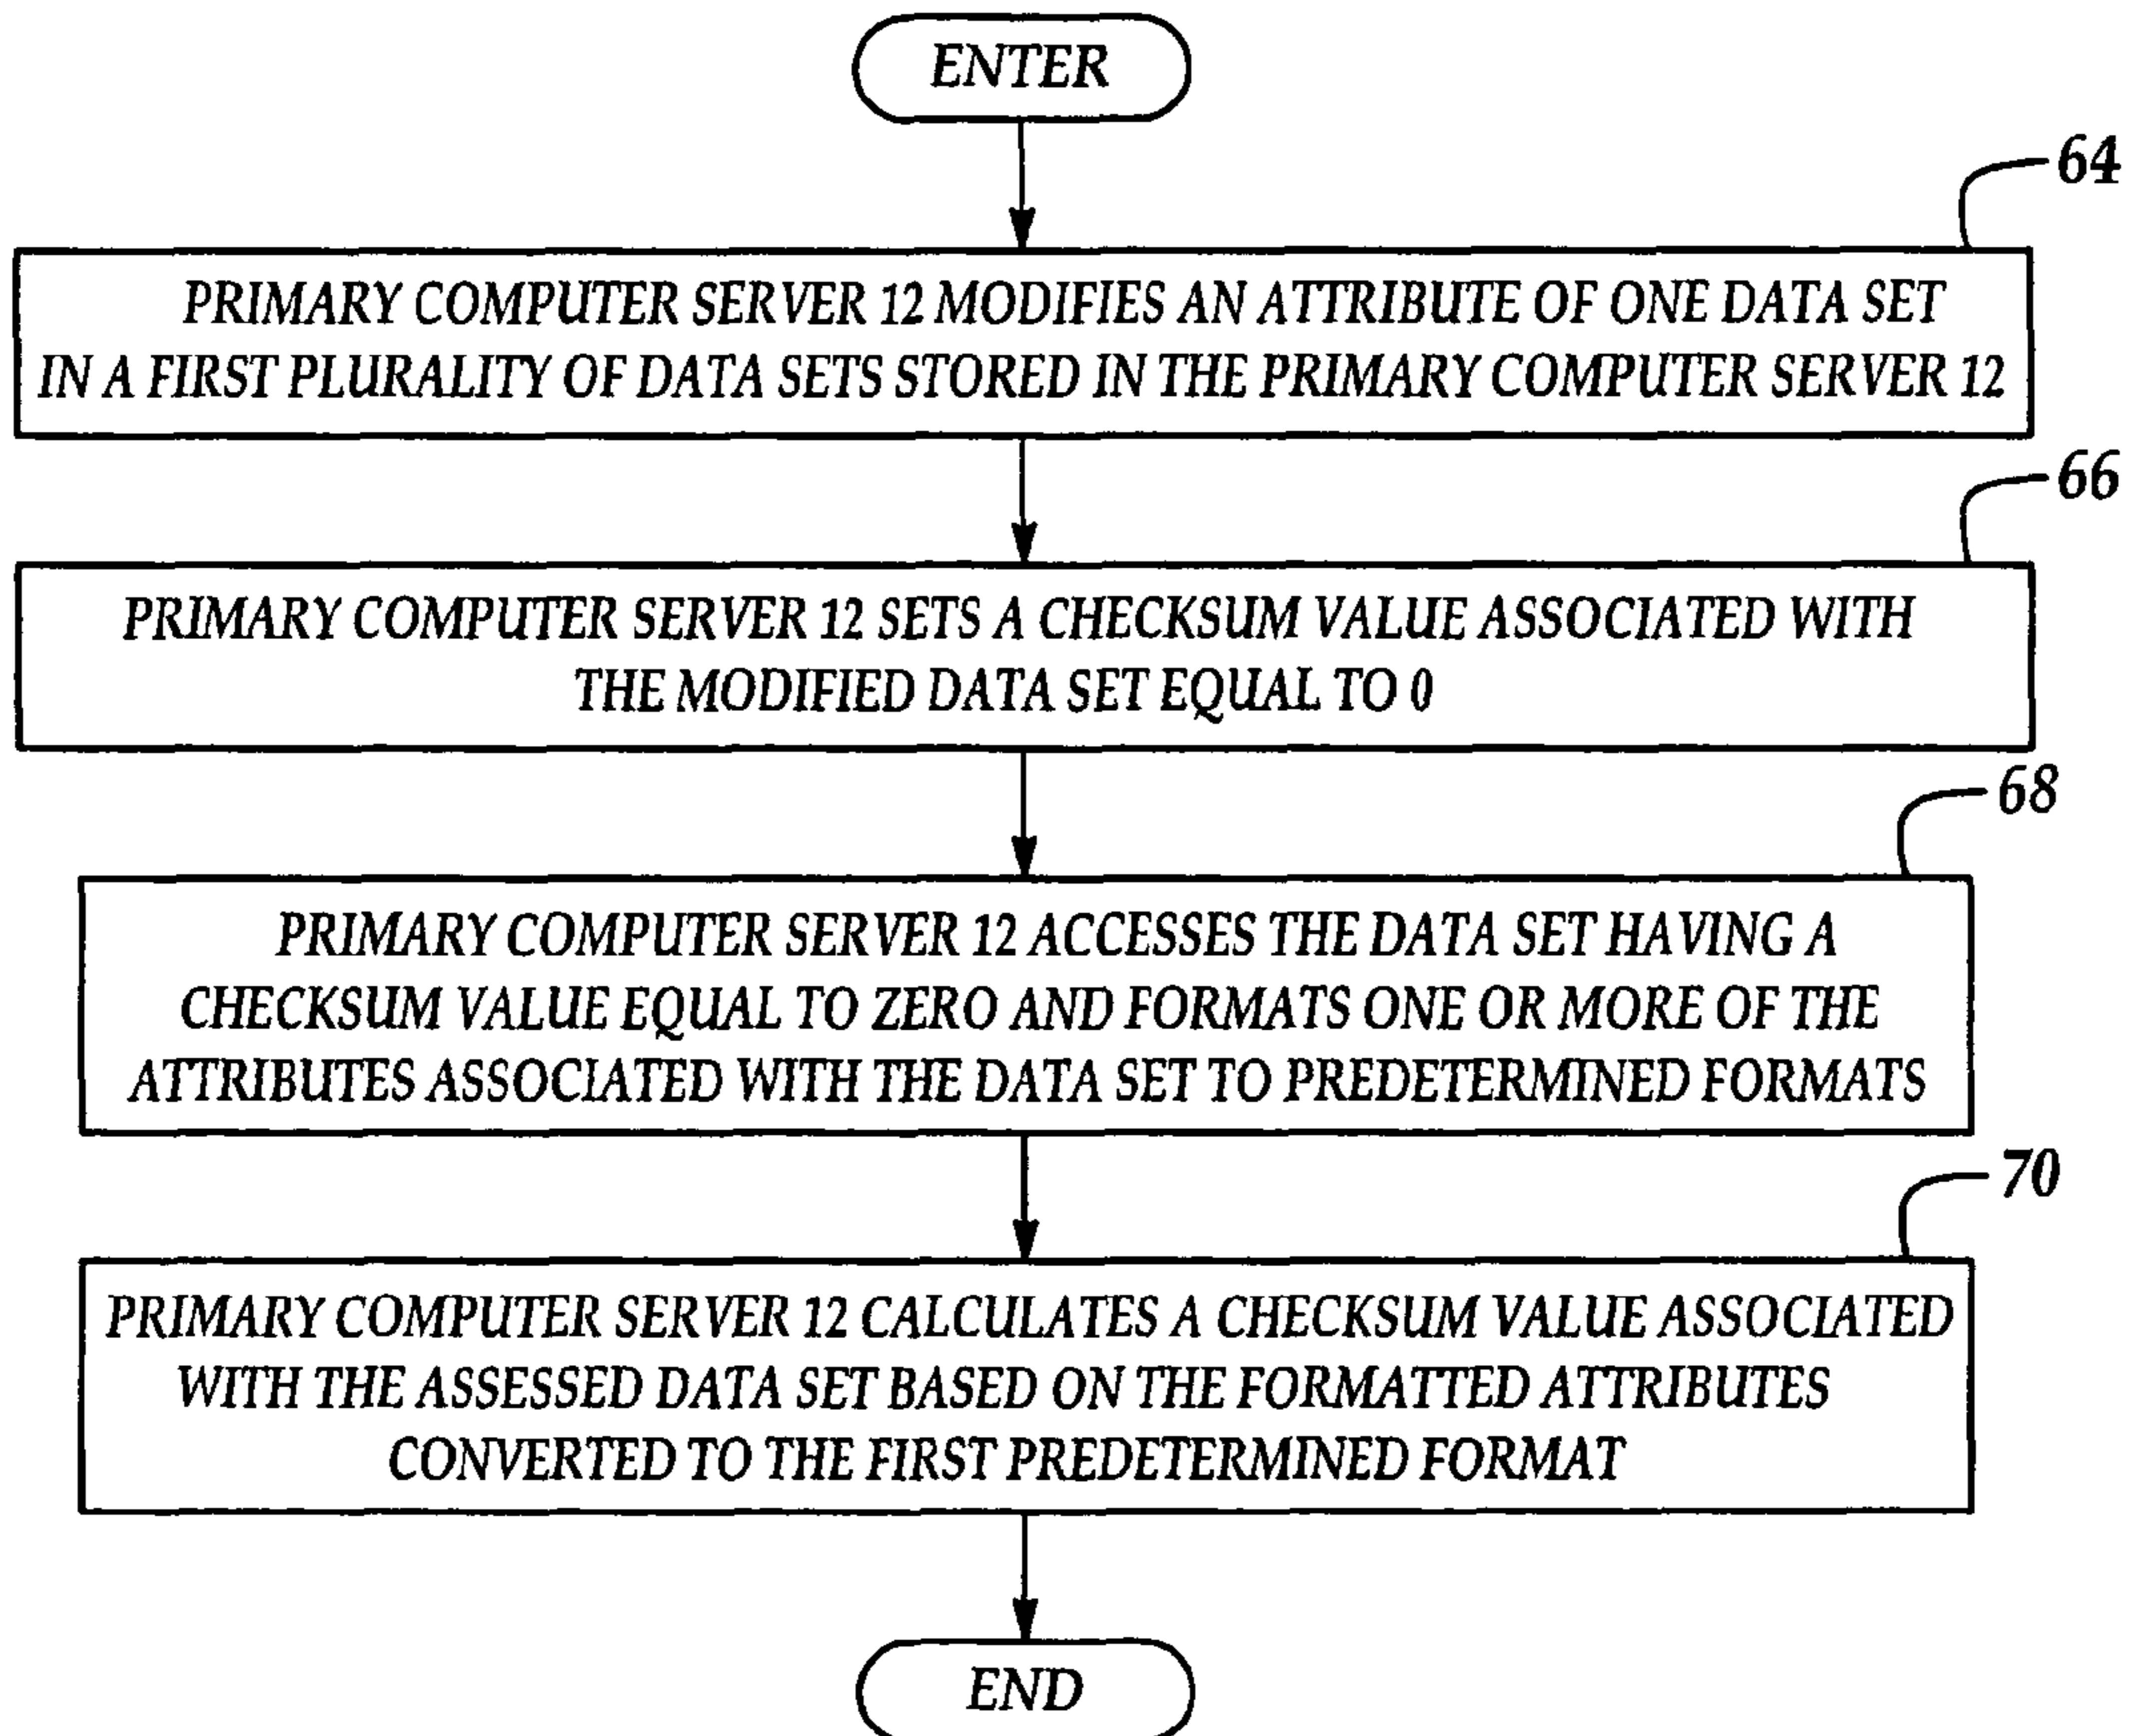 ENTER
64
PRIMARY COMPUTER SERVER 12 MODIFIES AN ATTRIBUTE OF ONE DATA SET
IN A FIRST PLURALITY OF DATA SETS STORED IN THE PRIMARY COMPUTER SERVER 12
66
PRIMARY COMPUTER SERVER 12 SETS A CHECKSUM VALUE ASSOCIATED WITH
THE MODIFIED DATA SET EQUAL TO 0
68
PRIMARY COMPUTER SERVER 12 ACCESSES THE DATA SET HAVING A
CHECKSUM VALUE EQUAL TO ZERO AND FORMATS ONE OR MORE OF THE
ATTRIBUTES ASSOCIATED WITH THE DATA SET TO PREDETERMINED FORMATS
70
PRIMARY COMPUTER SERVER 12 CALCULATES A CHECKSUM VALUE ASSOCIATED
WITH THE ASSESSED DATA SET BASED ON THE FORMATTED ATTRIBUTES
CONVERTED TO THE FIRST PREDETERMINED FORMAT
END